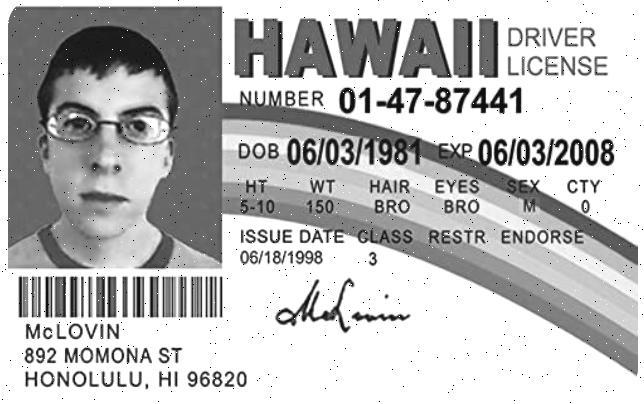 HAWAII DRIVER LICENSE
NUMBER 01-47-87441
DOB 06/03/1981 EXP 06/03/2008
HT WT HAIR EYES SEX CTY
5-10 150 BRO BRO M 0
ISSUE DATE CLASS RESTR ENDORSE
06/18/1998 3
McLovin
McLOVIN
892 MOMONA ST
HONOLULU, HI 96820